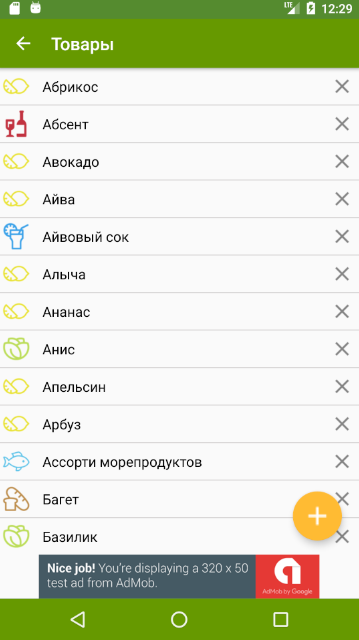 LTE 12:29
Товары
Абрикос
Абсент
Авокадо
Айва
Айвовый сок
Алыча
Ананас
Анис
Апельсин
Арбуз
Ассорти морепродуктов
Багет
Базилик
Nice job! You're displaying a 320 x 50
test ad from AdMob.
AdMob by Google